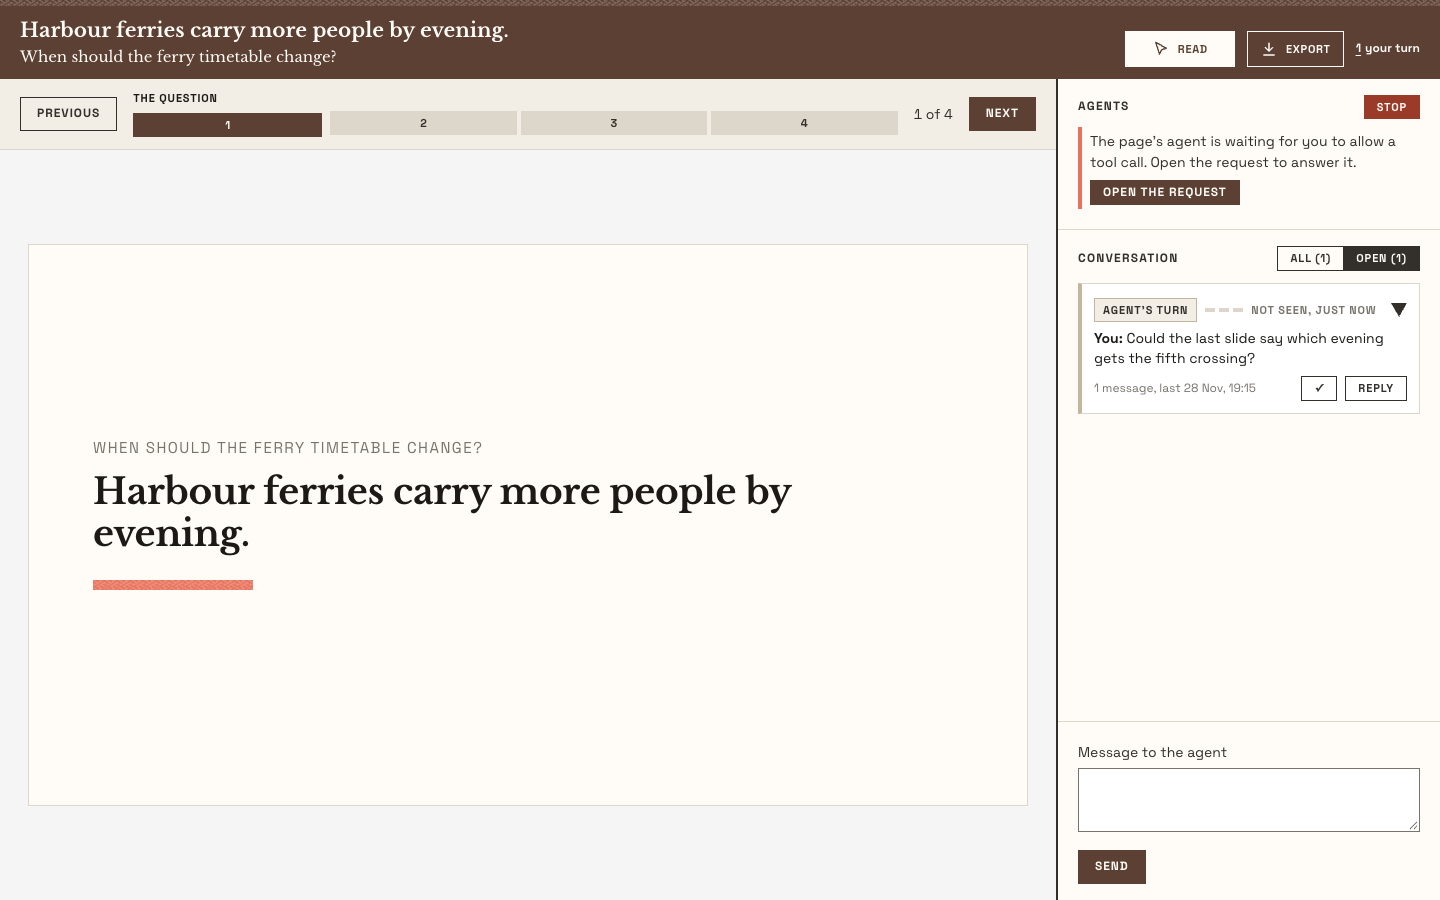 Harbour ferries carry more people by evening.
When should the ferry timetable change?
READ
EXPORT
1 your turn
PREVIOUS
THE QUESTION
1
2
3
4
1 of 4
NEXT
AGENTS
STOP
The page's agent is waiting for you to allow a
tool call. Open the request to answer it.
OPEN THE REQUEST
CONVERSATION
ALL (1)
OPEN (1)
AGENT'S TURN
NOT SEEN, JUST NOW
You: Could the last slide say which evening
gets the fifth crossing?
1 message, last 28 Nov, 19:15
✓
REPLY
WHEN SHOULD THE FERRY TIMETABLE CHANGE?
Harbour ferries carry more people by
evening.
Message to the agent
SEND